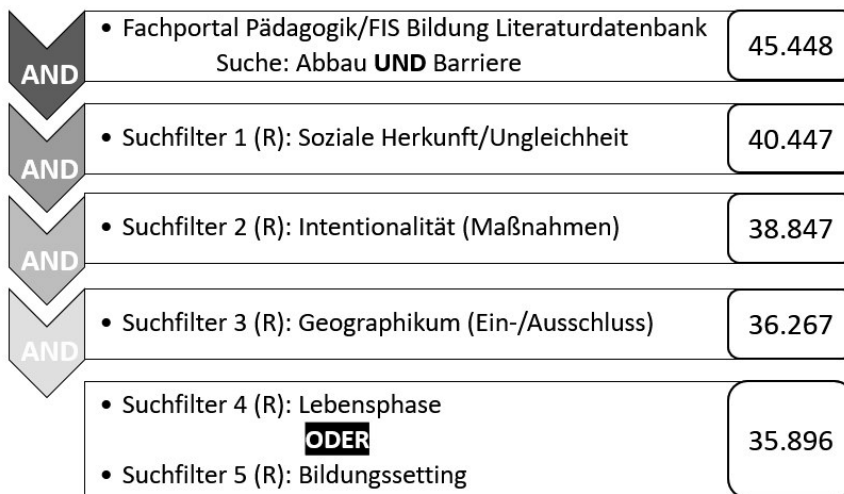 • Fachportal Pädagogik/FIS Bildung Literaturdatenbank
Suche: Abbau UND Barriere
45.448
AND
• Suchfilter 1 (R): Soziale Herkunft/Ungleichheit
40.447
AND
• Suchfilter 2 (R): Intentionalität (Maßnahmen)
38.847
AND
• Suchfilter 3 (R): Geographikum (Ein-/Ausschluss)
36.267
AND
• Suchfilter 4 (R): Lebensphase
ODER
• Suchfilter 5 (R): Bildungssetting
35.896